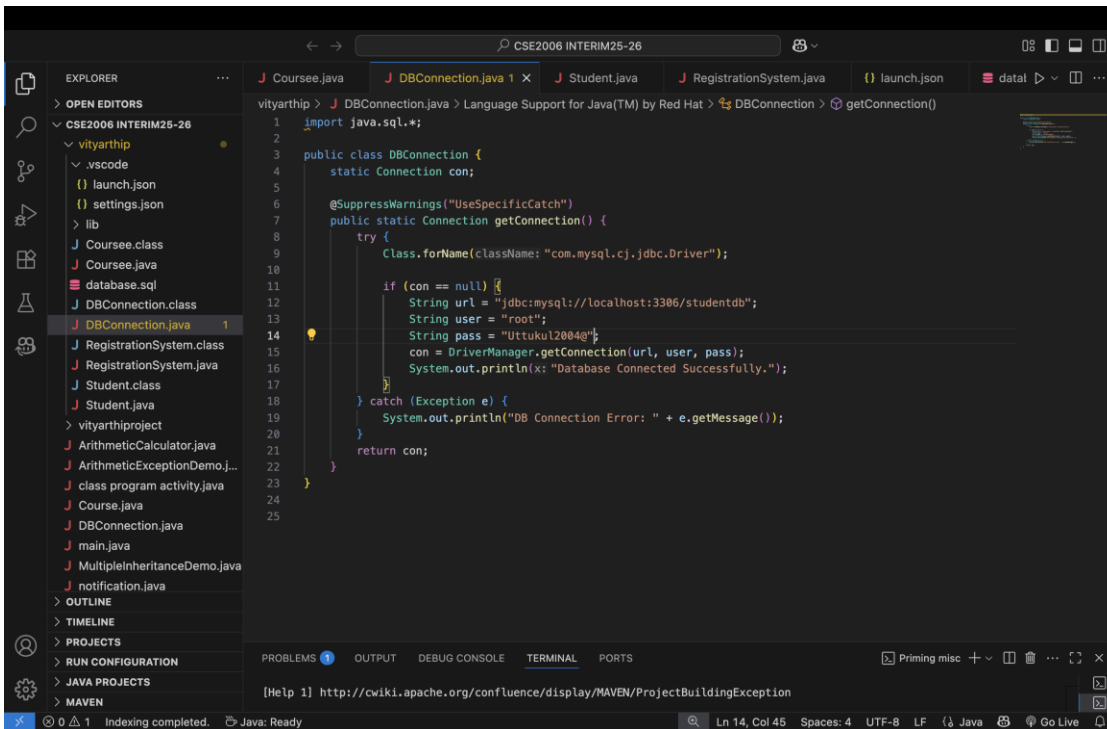 CSE2006 INTERIM25-26
EXPLORER
Coursee.java
DBConnection.java 1
Student.java
RegistrationSystem.java
{} launch.json
datal
OPEN EDITORS
vityarthip > DBConnection.java > Language Support for Java(TM) by Red Hat > DBConnection > getConnection()
CSE2006 INTERIM25-26
vityarthip
.vscode
{} launch.json
{} settings.json
lib
Coursee.class
Coursee.java
database.sql
DBConnection.class
DBConnection.java 1
RegistrationSystem.class
RegistrationSystem.java
Student.class
Student.java
vityarthiproject
ArithmeticCalculator.java
ArithmeticExceptionDemo.j...
class program activity.java
Course.java
DBConnection.java
main.java
MultipleInheritanceDemo.java
notification.java
OUTLINE
TIMELINE
PROJECTS
RUN CONFIGURATION
JAVA PROJECTS
MAVEN
1 import java.sql.*;
2
3 public class DBConnection {
4 static Connection con;
5
6 @SuppressWarnings("UseSpecificCatch")
7 public static Connection getConnection() {
8 try {
9 Class.forName(className: "com.mysql.cj.jdbc.Driver");
10
11 if (con == null) {
12 String url = "jdbc:mysql://localhost:3306/studentdb";
13 String user = "root";
14 String pass = "Uttukul2004@";
15 con = DriverManager.getConnection(url, user, pass);
16 System.out.println(x: "Database Connected Successfully.");
17 }
18 } catch (Exception e) {
19 System.out.println("DB Connection Error: " + e.getMessage());
20 }
21 return con;
22 }
23 }
24
25
PROBLEMS 1 OUTPUT DEBUG CONSOLE TERMINAL PORTS
Priming misc
[Help 1] http://cwiki.apache.org/confluence/display/MAVEN/ProjectBuildingException
0 1 Indexing completed. Java: Ready
Ln 14, Col 45 Spaces: 4 UTF-8 LF Java Go Live